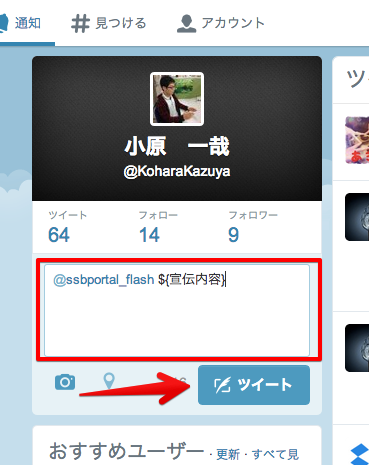 通知 # 見つける アカウント
小原 一哉
@KoharaKazuya
ツイート フォロー フォロワー
64 14 9
@ssbportal_flash ${宣伝内容}
ツイート
おすすめユーザー · 更新 · すべて見